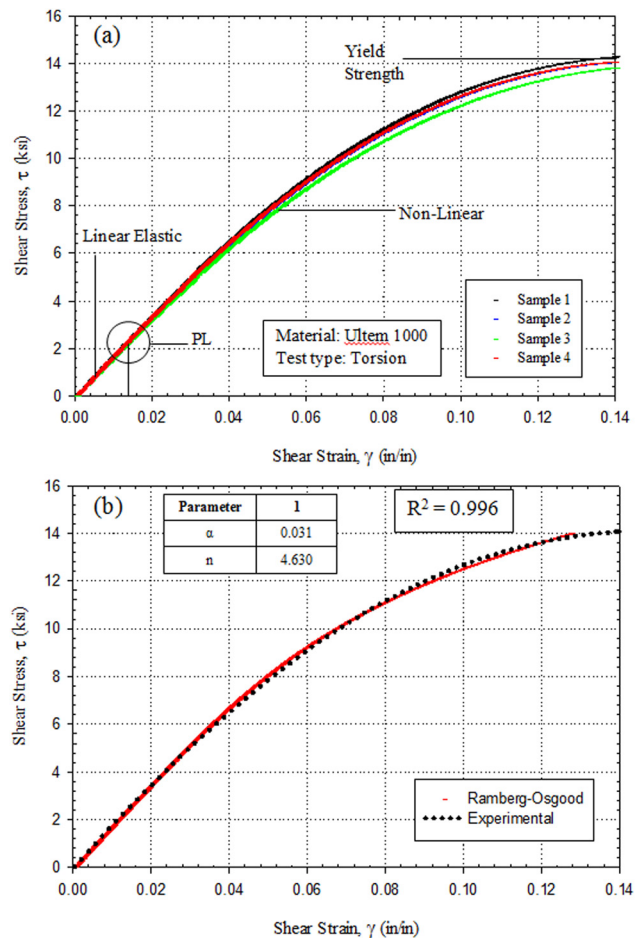 (a)
Yield
Strength
Non-Linear
Linear Elastic
PL
Material: Ultem 1000
Test type: Torsion
Sample 1
Sample 2
Sample 3
Sample 4
Shear Stress, τ (ksi)
16
14
12
10
8
6
4
2
0
0.00 0.02 0.04 0.06 0.08 0.10 0.12 0.14
Shear Strain, γ (in/in)
(b)
Parameter 1
α 0.031
n 4.630
R² = 0.996
Ramberg-Osgood
Experimental
Shear Stress, τ (ksi)
16
14
12
10
8
6
4
2
0
0.00 0.02 0.04 0.06 0.08 0.10 0.12 0.14
Shear Strain, γ (in/in)